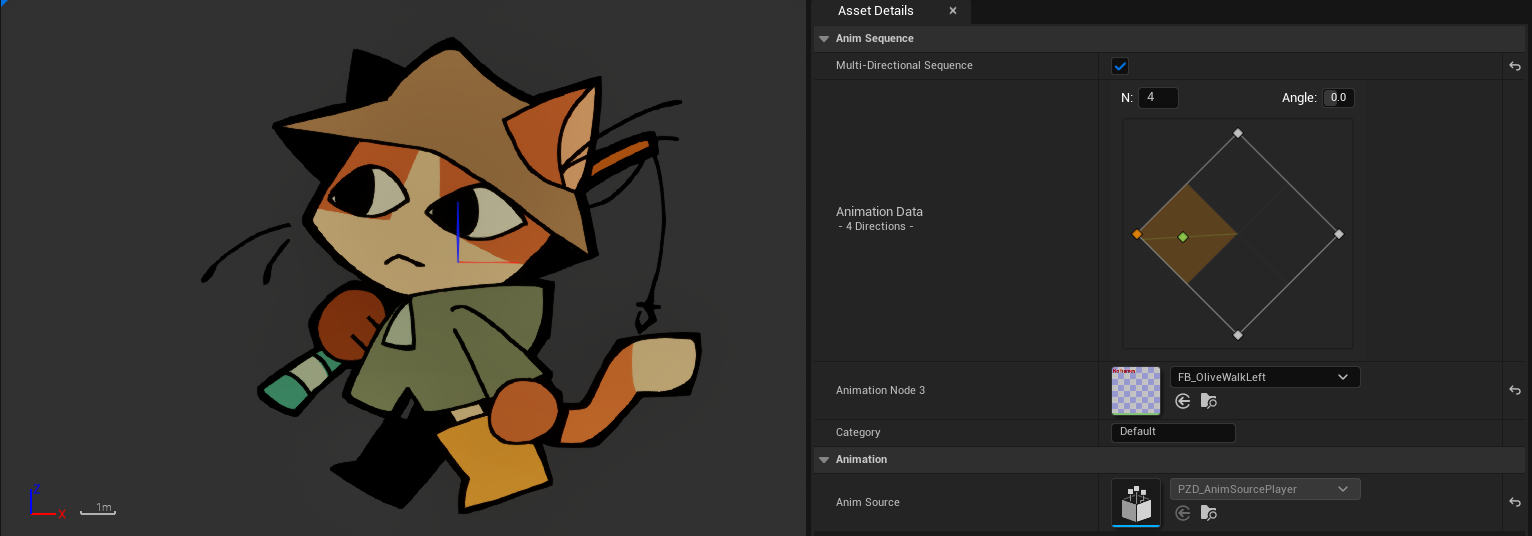 Asset Details
Anim Sequence
Multi-Directional Sequence
N: 4 Angle: 0.0
Animation Data
- 4 Directions -
Animation Node 3
FB_OliveWalkLeft
Category
Default
Animation
Anim Source
PZD_AnimSourcePlayer
Z
X
1m